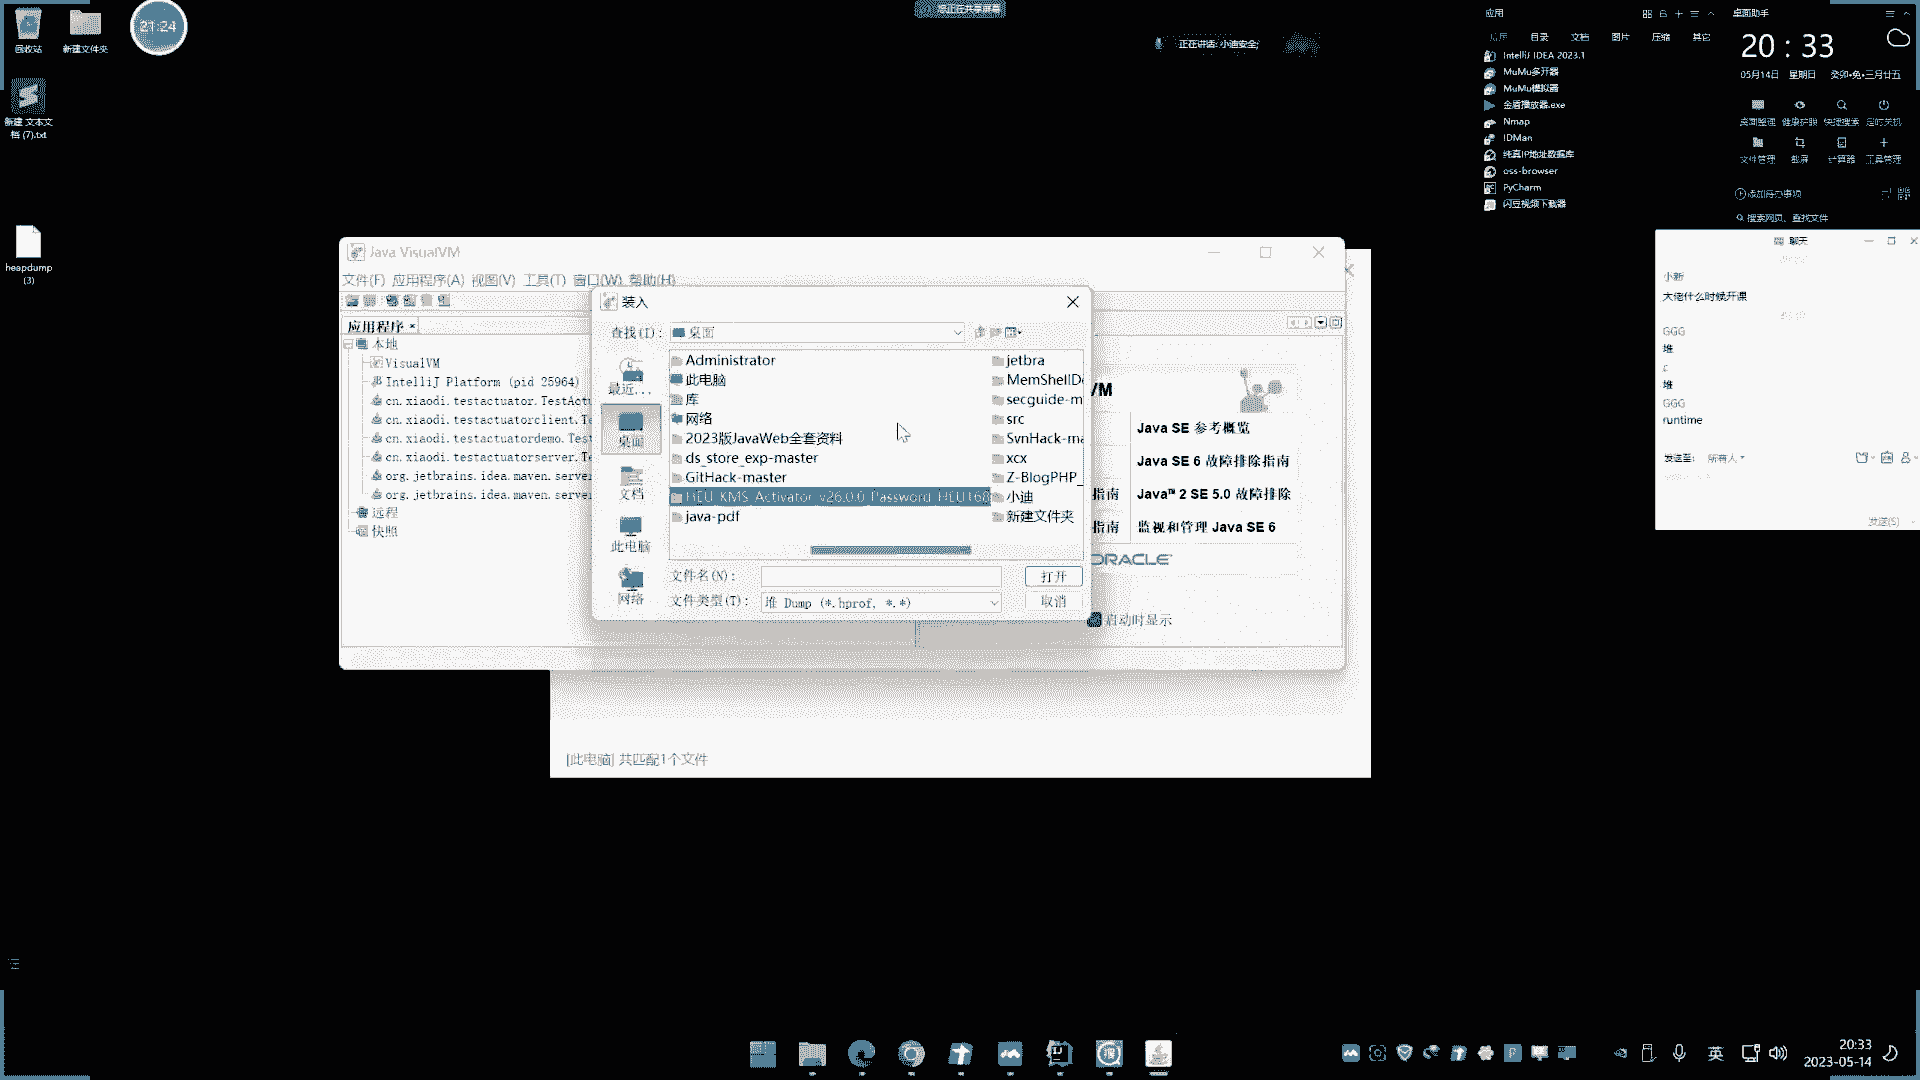 回收站
新建文件夹
21:24
新建 文本文
档 (7).txt
heapdump
(3)
您正在共享屏幕
正在讲话: 小迪安全;
应用
目录
文档
图片
压缩
其它
IntelliJ IDEA 2023.1
MuMu多开器
MuMu模拟器
金盾播放器.exe
Nmap
IDMan
纯真IP地址数据库
oss-browser
PyCharm
闪豆视频下载器
桌面助手
20 : 33
05月14日 星期日 癸卯•兔•三月廿五
桌面整理 健康护眼 快捷搜索 定时关机
文件管理 截屏 计算器 工具管理
添加待办事项
搜索网页、查找文件
聊天
小新
大佬什么时候开课
GGG
堆
r
堆
GGG
runtime
发送至: 所有人
发送(S)
Java VisualVM
文件(F) 应用程序(A) 视图(V) 工具(T) 窗口(W) 帮助(H)
应用程序 ×
本地
VisualVM
IntelliJ Platform (pid 25964)
cn.xiaodi.testactuator.TestActu
cn.xiaodi.testactuatorclient.Te
cn.xiaodi.testactuatordemo.Test
cn.xiaodi.testactuatorserver.Te
org.jetbrains.idea.maven.server
org.jetbrains.idea.maven.server
远程
快照
装入
查找(I):
桌面
最近...
桌面
文档
此电脑
网络
Administrator
此电脑
库
网络
2023版JavaWeb全套资料
ds_store_exp-master
GitHack-master
HEU_KMS_Activator_v26.0.0_Password_HEU168
java-pdf
jetbra
MemShellDe
secguide-m
src
SvnHack-ma
xcx
Z-BlogPHP_
小迪
新建文件夹
文件名(N):
打开
文件类型(T):
堆 Dump (*.hprof, *.*)
取消
VM
Java SE 参考概览
Java SE 6 故障排除指南
指南
Java™ 2 SE 5.0 故障排除
指南
监视和管理 Java SE 6
ORACLE
启动时显示
[此电脑] 共匹配1个文件
英
20:33
2023-05-14